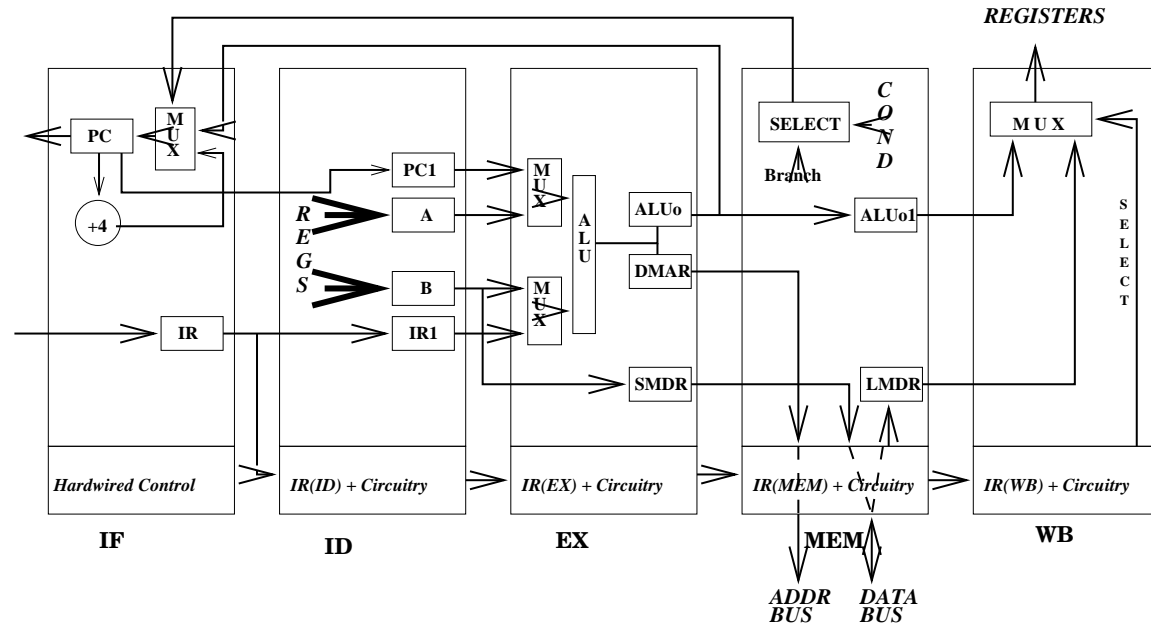 REGISTERS
C
O
N
D
M
U
X
PC
SELECT
M U X
Branch
PC1
M
U
X
R
E
G
S
A
ALUo
ALUo1
S
E
L
E
C
T
+4
A
L
U
DMAR
B
M
U
X
IR
IR1
SMDR
LMDR
Hardwired Control
IR(ID) + Circuitry
IR(EX) + Circuitry
IR(MEM) + Circuitry
IR(WB) + Circuitry
IF
ID
EX
MEM
WB
ADDR
BUS
DATA
BUS